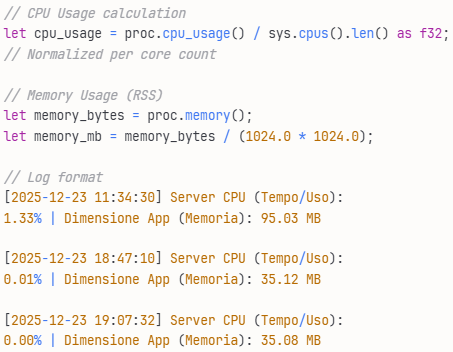 // CPU Usage calculation
let cpu_usage = proc.cpu_usage() / sys.cpus().len() as f32;
// Normalized per core count
// Memory Usage (RSS)
let memory_bytes = proc.memory();
let memory_mb = memory_bytes / (1024.0 * 1024.0);
// Log format
[2025-12-23 11:34:30] Server CPU (Tempo/Uso):
1.33% | Dimensione App (Memoria): 95.03 MB
[2025-12-23 18:47:10] Server CPU (Tempo/Uso):
0.01% | Dimensione App (Memoria): 35.12 MB
[2025-12-23 19:07:32] Server CPU (Tempo/Uso):
0.00% | Dimensione App (Memoria): 35.08 MB